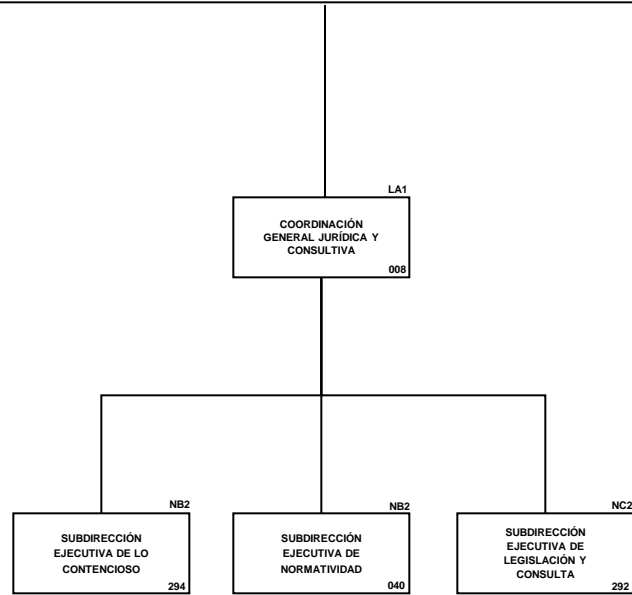 LA1
COORDINACIÓN
GENERAL JURÍDICA Y
CONSULTIVA
008
NB2
SUBDIRECCIÓN
EJECUTIVA DE LO
CONTENCIOSO
294
NB2
SUBDIRECCIÓN
EJECUTIVA DE
NORMATIVIDAD
040
NC2
SUBDIRECCIÓN
EJECUTIVA DE
LEGISLACIÓN Y
CONSULTA
292